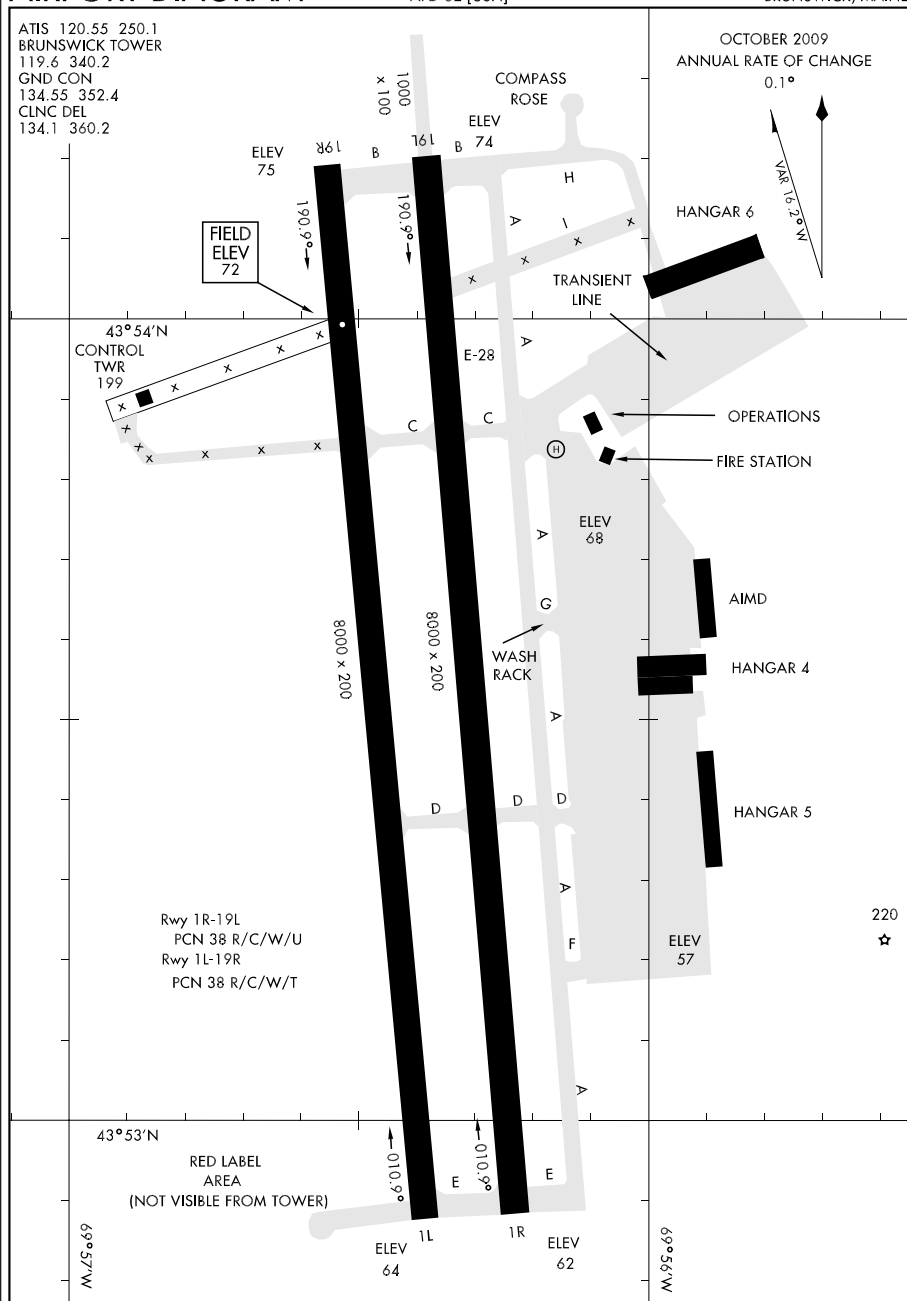 ATIS 120.55 250.1
BRUNSWICK TOWER
119.6 340.2
GND CON
134.55 352.4
CLNC DEL
134.1 360.2
OCTOBER 2009
ANNUAL RATE OF CHANGE
0.1°
VAR 16.2° W
1000
x 100
COMPASS
ROSE
ELEV
75
19R
B
19L
B
ELEV
74
H
A
I
190.9°
190.9°
HANGAR 6
FIELD
ELEV
72
TRANSIENT
LINE
43°54'N
CONTROL
TWR
199
x x x x x
x x x x x
x x x x x x
E-28
A
C
C
OPERATIONS
H
FIRE STATION
ELEV
68
A
G
AIMD
8000 x 200
8000 x 200
WASH
RACK
HANGAR 4
A
D
D
D
HANGAR 5
A
Rwy 1R-19L
PCN 38 R/C/W/U
Rwy 1L-19R
PCN 38 R/C/W/T
F
ELEV
57
220
A
43°53'N
RED LABEL
AREA
(NOT VISIBLE FROM TOWER)
010.9°
010.9°
E
E
1L
1R
ELEV
64
ELEV
62
69°57'W
69°56'W